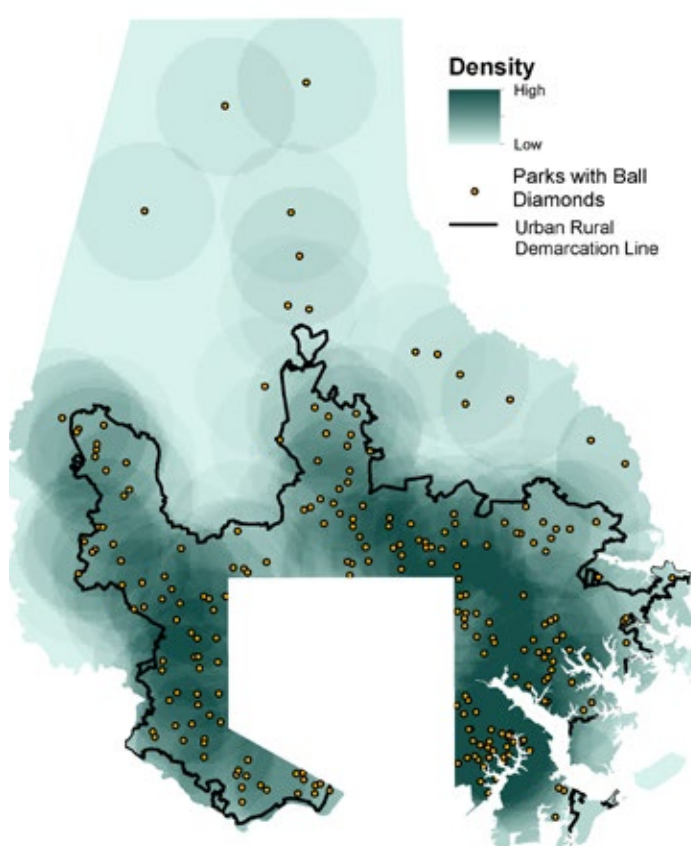 Density
High
Low
Parks with Ball
Diamonds
Urban Rural
Demarcation Line